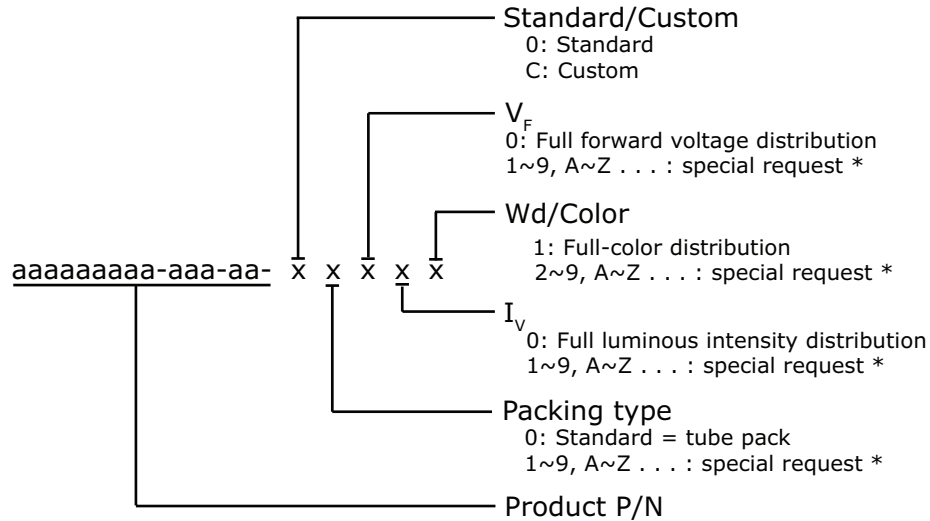 Standard/Custom
0: Standard
C: Custom
VF
0: Full forward voltage distribution
1~9, A~Z . . . : special request *
Wd/Color
1: Full-color distribution
2~9, A~Z . . . : special request *
aaaaaaaaa-aaa-aa- x x x x x
IV
0: Full luminous intensity distribution
1~9, A~Z . . . : special request *
Packing type
0: Standard = tube pack
1~9, A~Z . . . : special request *
Product P/N